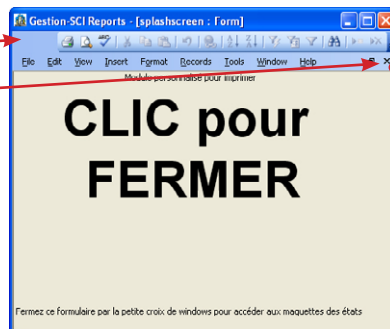 Gestion-SCI Reports - [splashscreen : Form]
File Edit View Insert Format Records Tools Window Help
Module personnalisé pour imprimer
CLIC pour
FERMER
Fermez ce formulaire par la petite croix de windows pour accéder aux maquettes des états